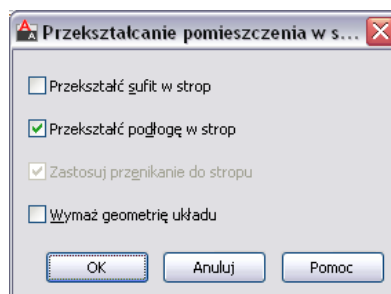 Przekształcanie pomieszczenia w s...
Przekształć sufit w strop
Przekształć podłogę w strop
Zastosuj przenikanie do stropu
Wymaż geometrię układu
OK Anuluj Pomoc